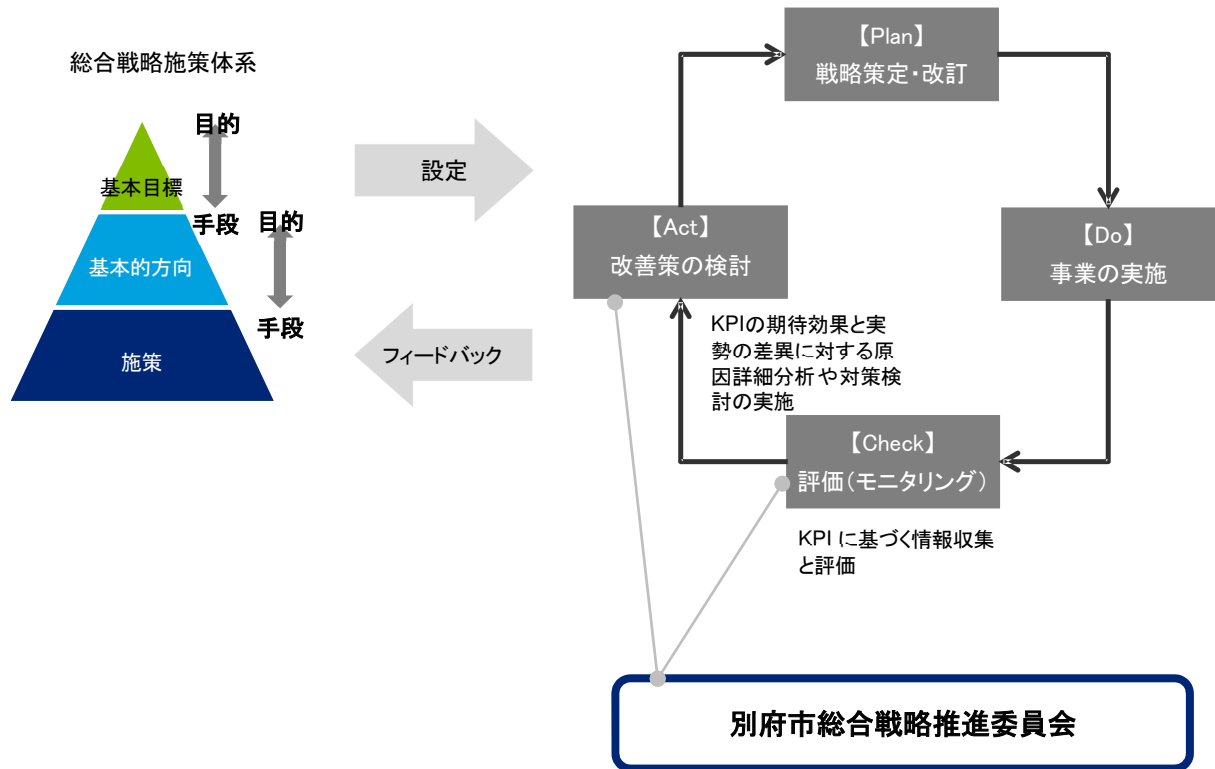 総合戦略施策体系
目的
基本目標
手段
目的
基本的方向
手段
施策
設定
フィードバック
【Plan】
戦略策定・改訂
【Do】
事業の実施
【Act】
改善策の検討
KPIの期待効果と実
勢の差異に対する原
因詳細分析や対策検
討の実施
【Check】
評価(モニタリング)
KPI に基づく情報収集
と評価
別府市総合戦略推進委員会